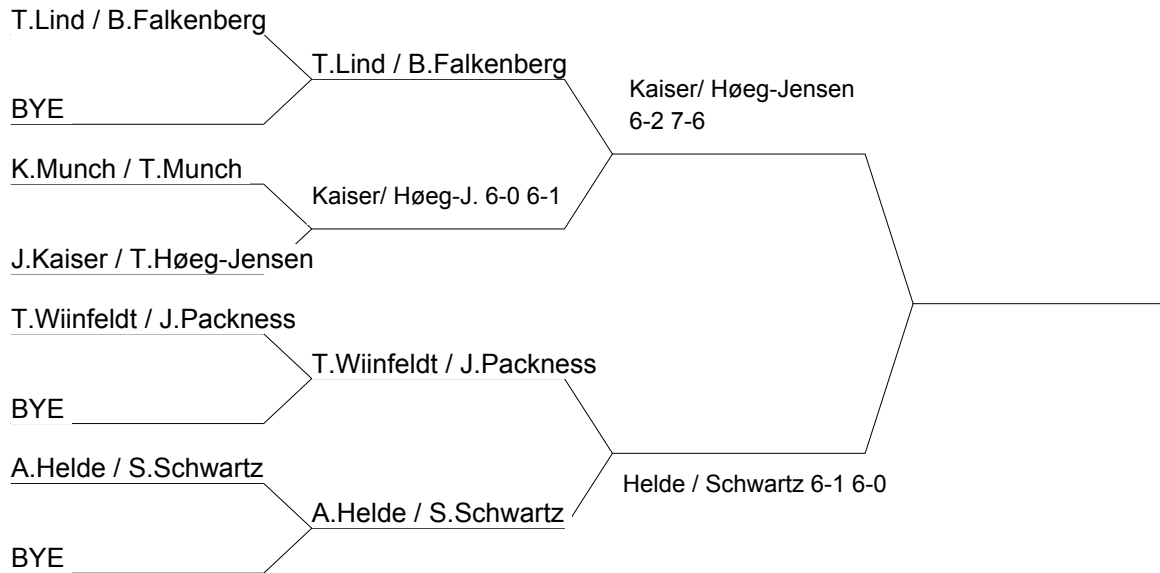 T.Lind / B.Falkenberg
T.Lind / B.Falkenberg
Kaiser/ Høeg-Jensen
6-2 7-6
BYE
K.Munch / T.Munch
Kaiser/ Høeg-J. 6-0 6-1
J.Kaiser / T.Høeg-Jensen
T.Wiinfeldt / J.Packness
T.Wiinfeldt / J.Packness
BYE
A.Helde / S.Schwartz
Helde / Schwartz 6-1 6-0
A.Helde / S.Schwartz
BYE